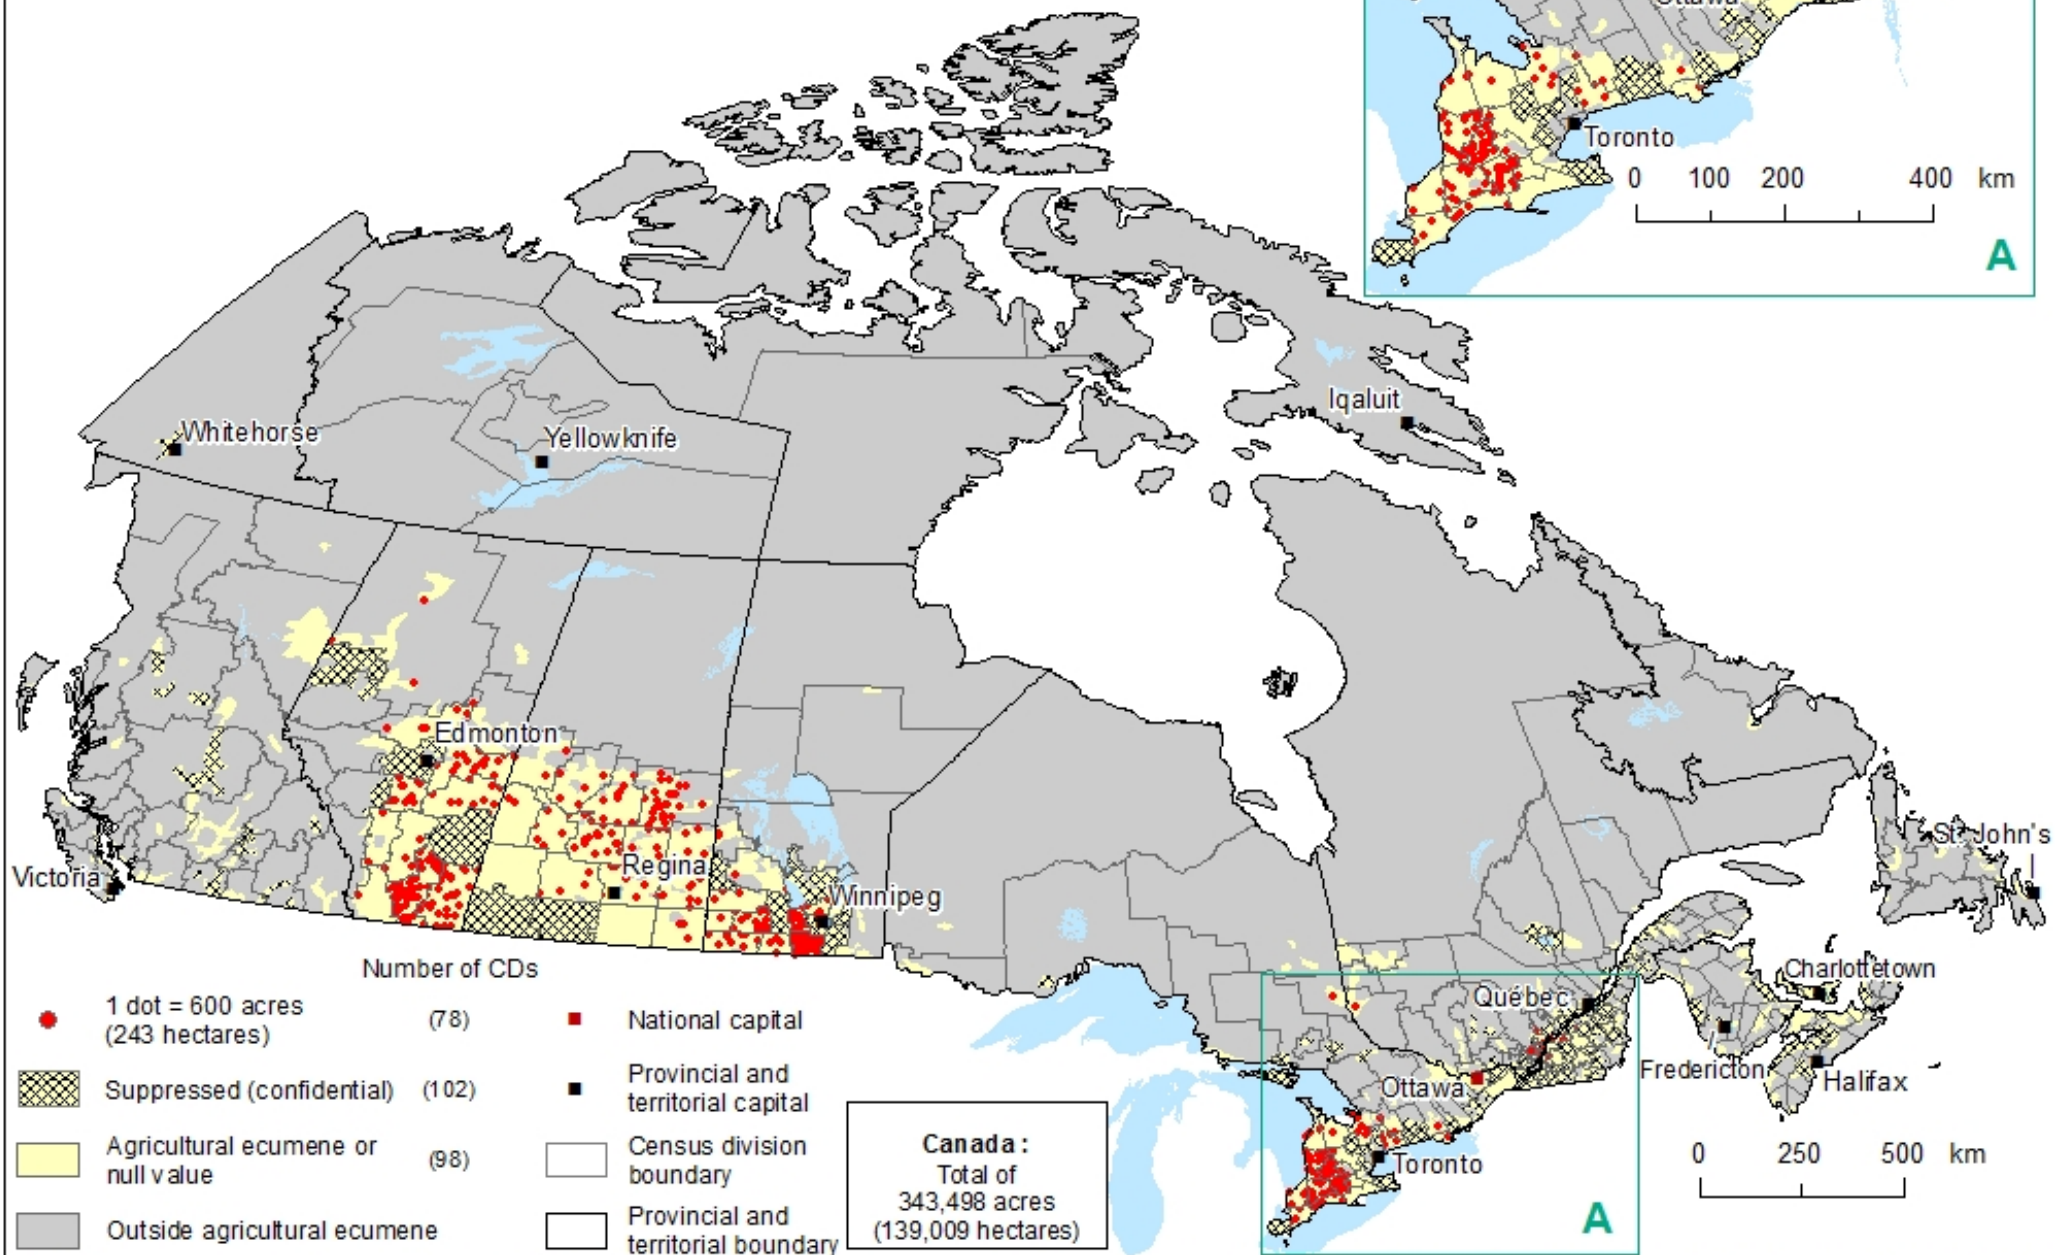 Ottawa
Toronto
0 100 200 400 km
A
Iqaluit
Whitehorse
Yellowknife
Edmonton
St. John's
Regina
Victoria
Winnipeg
Number of CDs
Charlottetown
Québec
1 dot = 600 acres
(243 hectares)
(78)
National capital
Fredericton
Ottawa
Halifax
Suppressed (confidential)
(102)
Provincial and
territorial capital
Canada :
Total of
343,498 acres
(139,009 hectares)
Agricultural ecumene or
null value
(98)
Census division
boundary
Toronto
0 250 500 km
A
Outside agricultural ecumene
Provincial and
territorial boundary